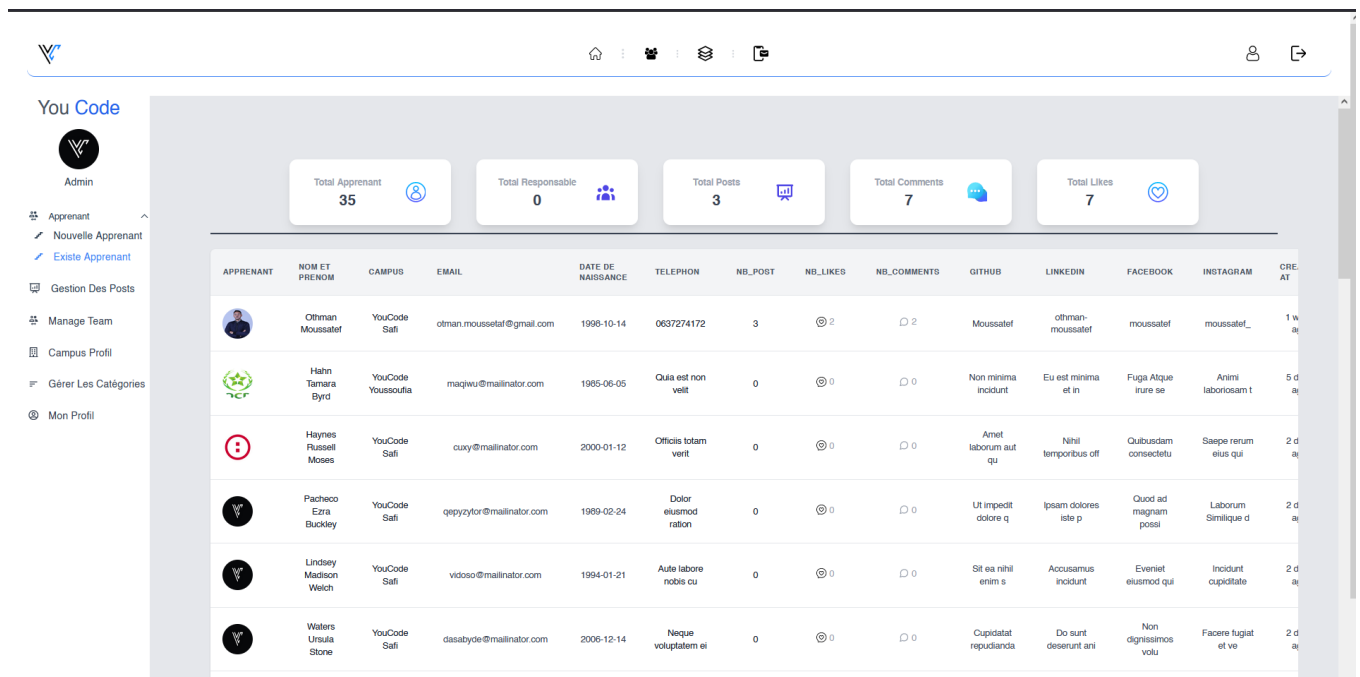 You Code
Admin
Apprenant
Nouvelle Apprenant
Existe Apprenant
Gestion Des Posts
Manage Team
Campus Profil
Gérer Les Catégories
Mon Profil
Total Apprenant
35
Total Responsable
0
Total Posts
3
Total Comments
7
Total Likes
7
APPRENANT NOM ET PRENOM CAMPUS EMAIL DATE DE NAISSANCE TELEPHON NB_POST NB_LIKES NB_COMMENTS GITHUB LINKEDIN FACEBOOK INSTAGRAM AT
Othman Moussatef YouCode Safi otman.moussetaf@gmail.com 1998-10-14 0637274172 3 2 2 Moussatef othman-moussatef moussatef moussatef_ 1 w
DCF Hahn Tamara Byrd YouCode Youssoufia maqiwu@mailinator.com 1985-06-05 Quia est non velit 0 0 0 Non minima incidunt Eu est minima et in Fuga Atque irure se Animi laboriosam t 5 d
Haynes Russell Moses YouCode Safi cuxy@mailinator.com 2000-01-12 Officiis totam verit 0 0 0 Amet laborum aut qu Nihil temporibus off Quibusdam consectetu Saepe rerum eius qui 2 d
Pacheco Ezra Buckley YouCode Safi qepyzytor@mailinator.com 1989-02-24 Dolor eiusmod ration 0 0 0 Ut impedit dolore q Ipsam dolores iste p Quod ad magnam possi Laborum Similique d 2 d
Lindsey Madison Welch YouCode Safi vidoso@mailinator.com 1994-01-21 Aute labore nobis cu 0 0 0 Sit ea nihil enim s Accusamus incidunt Eveniet eiusmod qui Incidunt cupiditate 2 d
Waters Ursula Stone YouCode Safi dasabyde@mailinator.com 2006-12-14 Neque voluptatem ei 0 0 0 Cupidatat repudianda Do sunt deserunt ani Non dignissimos volu Facere fugiat et ve 2 d